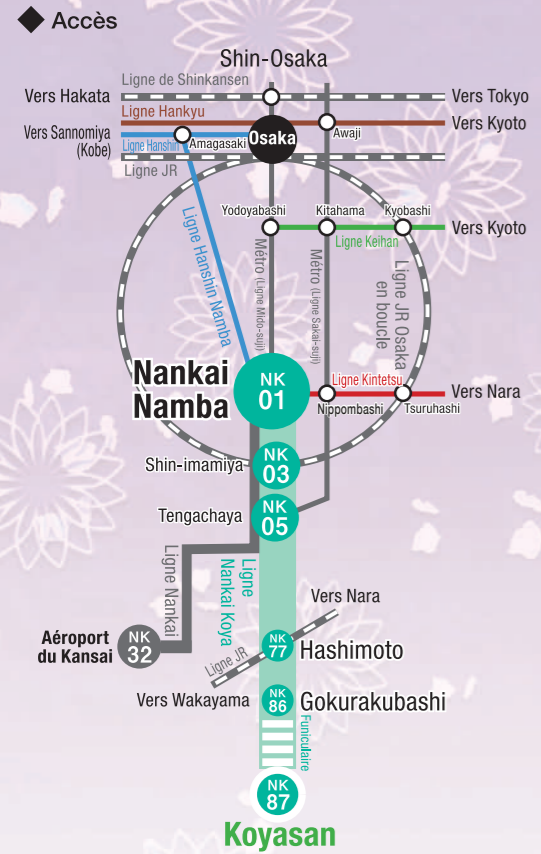 Accès
Shin-Osaka
Ligne de Shinkansen
Vers Hakata
Vers Tokyo
Ligne Hankyu
Vers Kyoto
Vers Sannomiya
(Kobe)
Ligne Hanshin
Amagasaki
Osaka
Awaji
Ligne JR
Yodoyabashi
Kitahama
Kyobashi
Vers Kyoto
Ligne Keihan
Ligne Hanshin Namba
Métro (Ligne Mido-suji)
Métro (Ligne Sakai-suji)
Ligne JR Osaka
en boucle
Nankai
Namba
NK
01
Ligne Kintetsu
Vers Nara
Nippombashi
Tsuruhashi
Shin-imamiya
NK
03
Tengachaya
NK
05
Ligne Nankai
Ligne
Nankai Koya
Aéroport
du Kansai
NK
32
Vers Nara
NK
77
Hashimoto
Ligne JR
Vers Wakayama
NK
86
Gokurakubashi
Funiculaire
NK
87
Koyasan